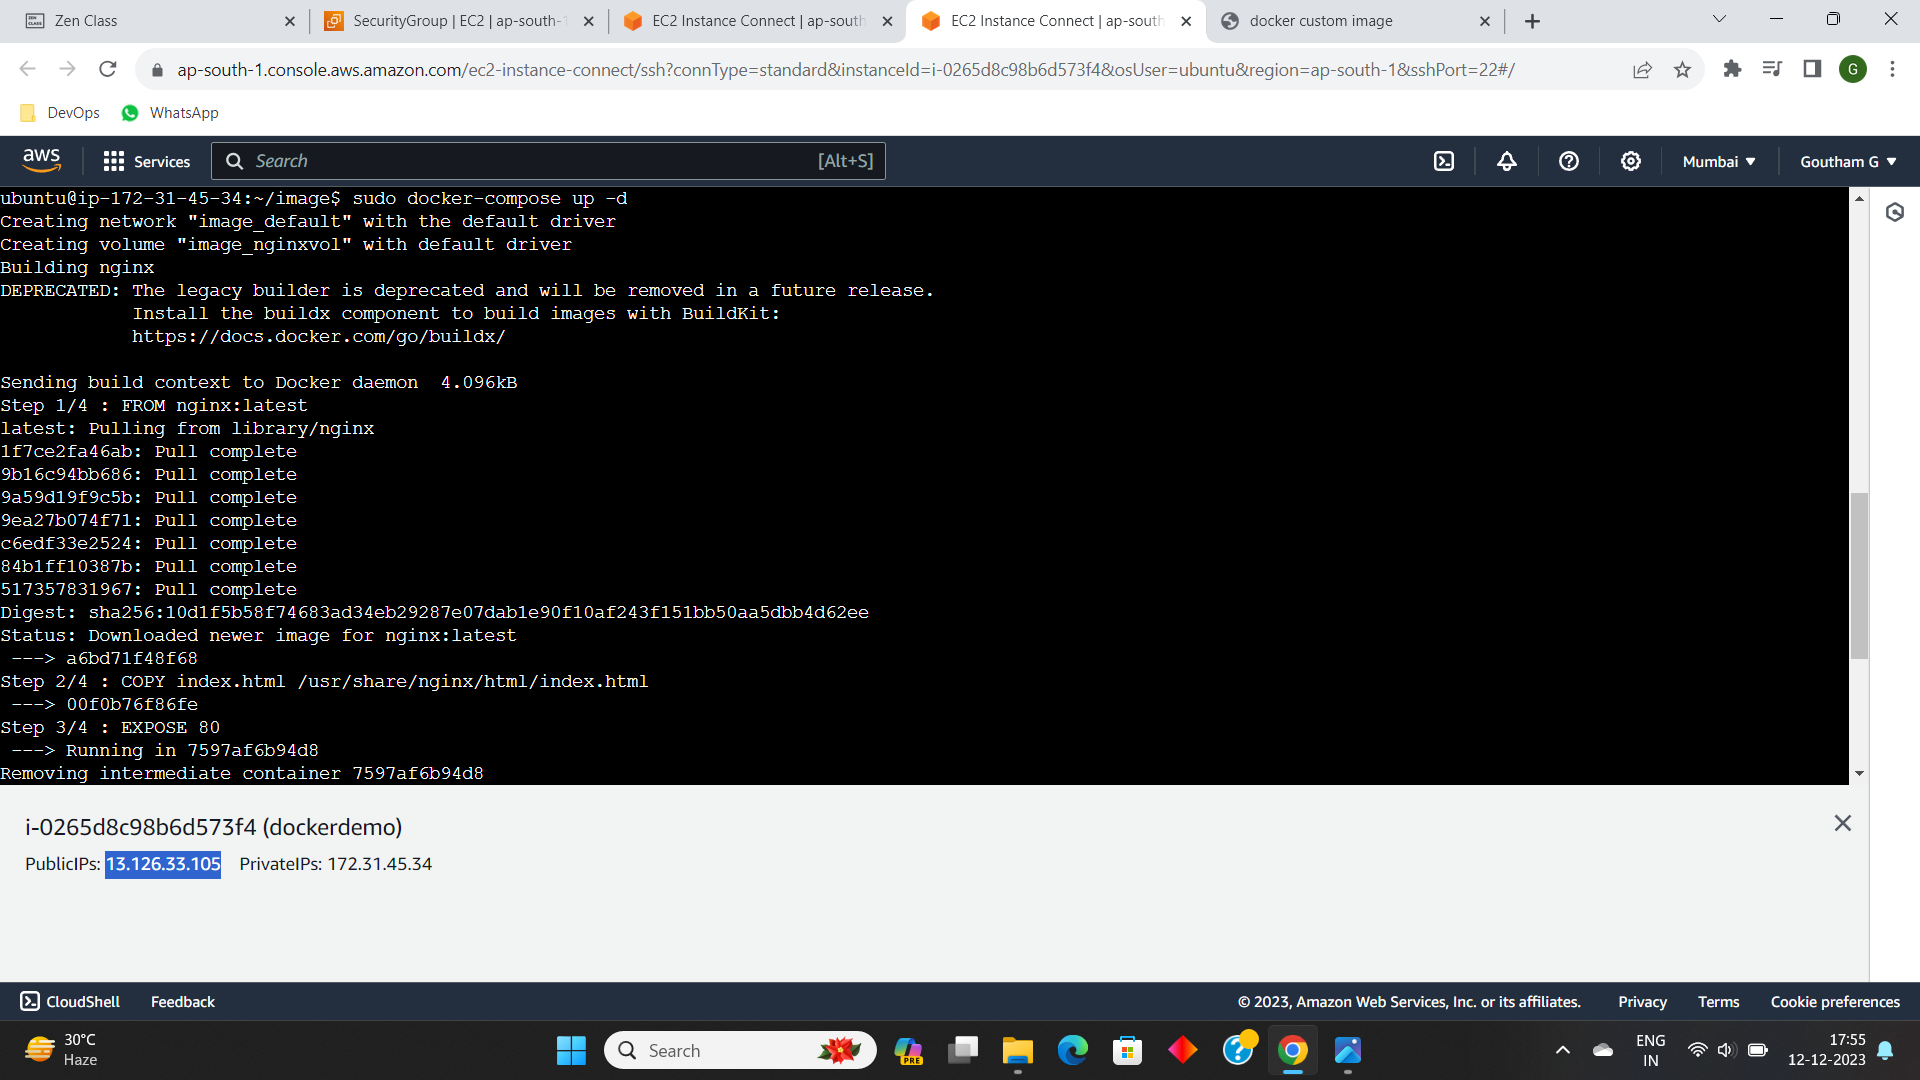 Zen Class
SecurityGroup | EC2 | ap-south-1
EC2 Instance Connect | ap-south
EC2 Instance Connect | ap-south
docker custom image
ap-south-1.console.aws.amazon.com/ec2-instance-connect/ssh?connType=standard&instanceId=i-0265d8c98b6d573f4&osUser=ubuntu&region=ap-south-1&sshPort=22#/
G
DevOps
WhatsApp
aws
Services
Search
[Alt+S]
Mumbai
Goutham G
ubuntu@ip-172-31-45-34:~/image$ sudo docker-compose up -d
Creating network "image_default" with the default driver
Creating volume "image_nginxvol" with default driver
Building nginx
DEPRECATED: The legacy builder is deprecated and will be removed in a future release.
Install the buildx component to build images with BuildKit:
https://docs.docker.com/go/buildx/
Sending build context to Docker daemon  4.096kB
Step 1/4 : FROM nginx:latest
latest: Pulling from library/nginx
1f7ce2fa46ab: Pull complete
9b16c94bb686: Pull complete
9a59d19f9c5b: Pull complete
9ea27b074f71: Pull complete
c6edf33e2524: Pull complete
84b1ff10387b: Pull complete
517357831967: Pull complete
Digest: sha256:10d1f5b58f74683ad34eb29287e07dab1e90f10af243f151bb50aa5dbb4d62ee
Status: Downloaded newer image for nginx:latest
---> a6bd71f48f68
Step 2/4 : COPY index.html /usr/share/nginx/html/index.html
---> 00f0b76f86fe
Step 3/4 : EXPOSE 80
---> Running in 7597af6b94d8
Removing intermediate container 7597af6b94d8
i-0265d8c98b6d573f4 (dockerdemo)
PublicIPs: 13.126.33.105 PrivateIPs: 172.31.45.34
CloudShell
Feedback
© 2023, Amazon Web Services, Inc. or its affiliates.
Privacy
Terms
Cookie preferences
30°C
Haze
Search
PRE
ENG
IN
17:55
12-12-2023